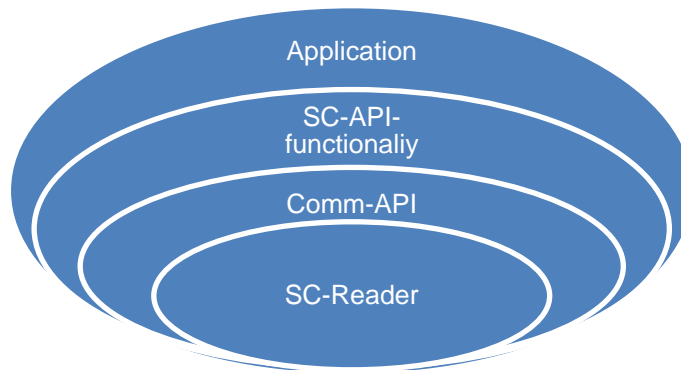 Application
SC-API-
functionaliy
Comm-API
SC-Reader